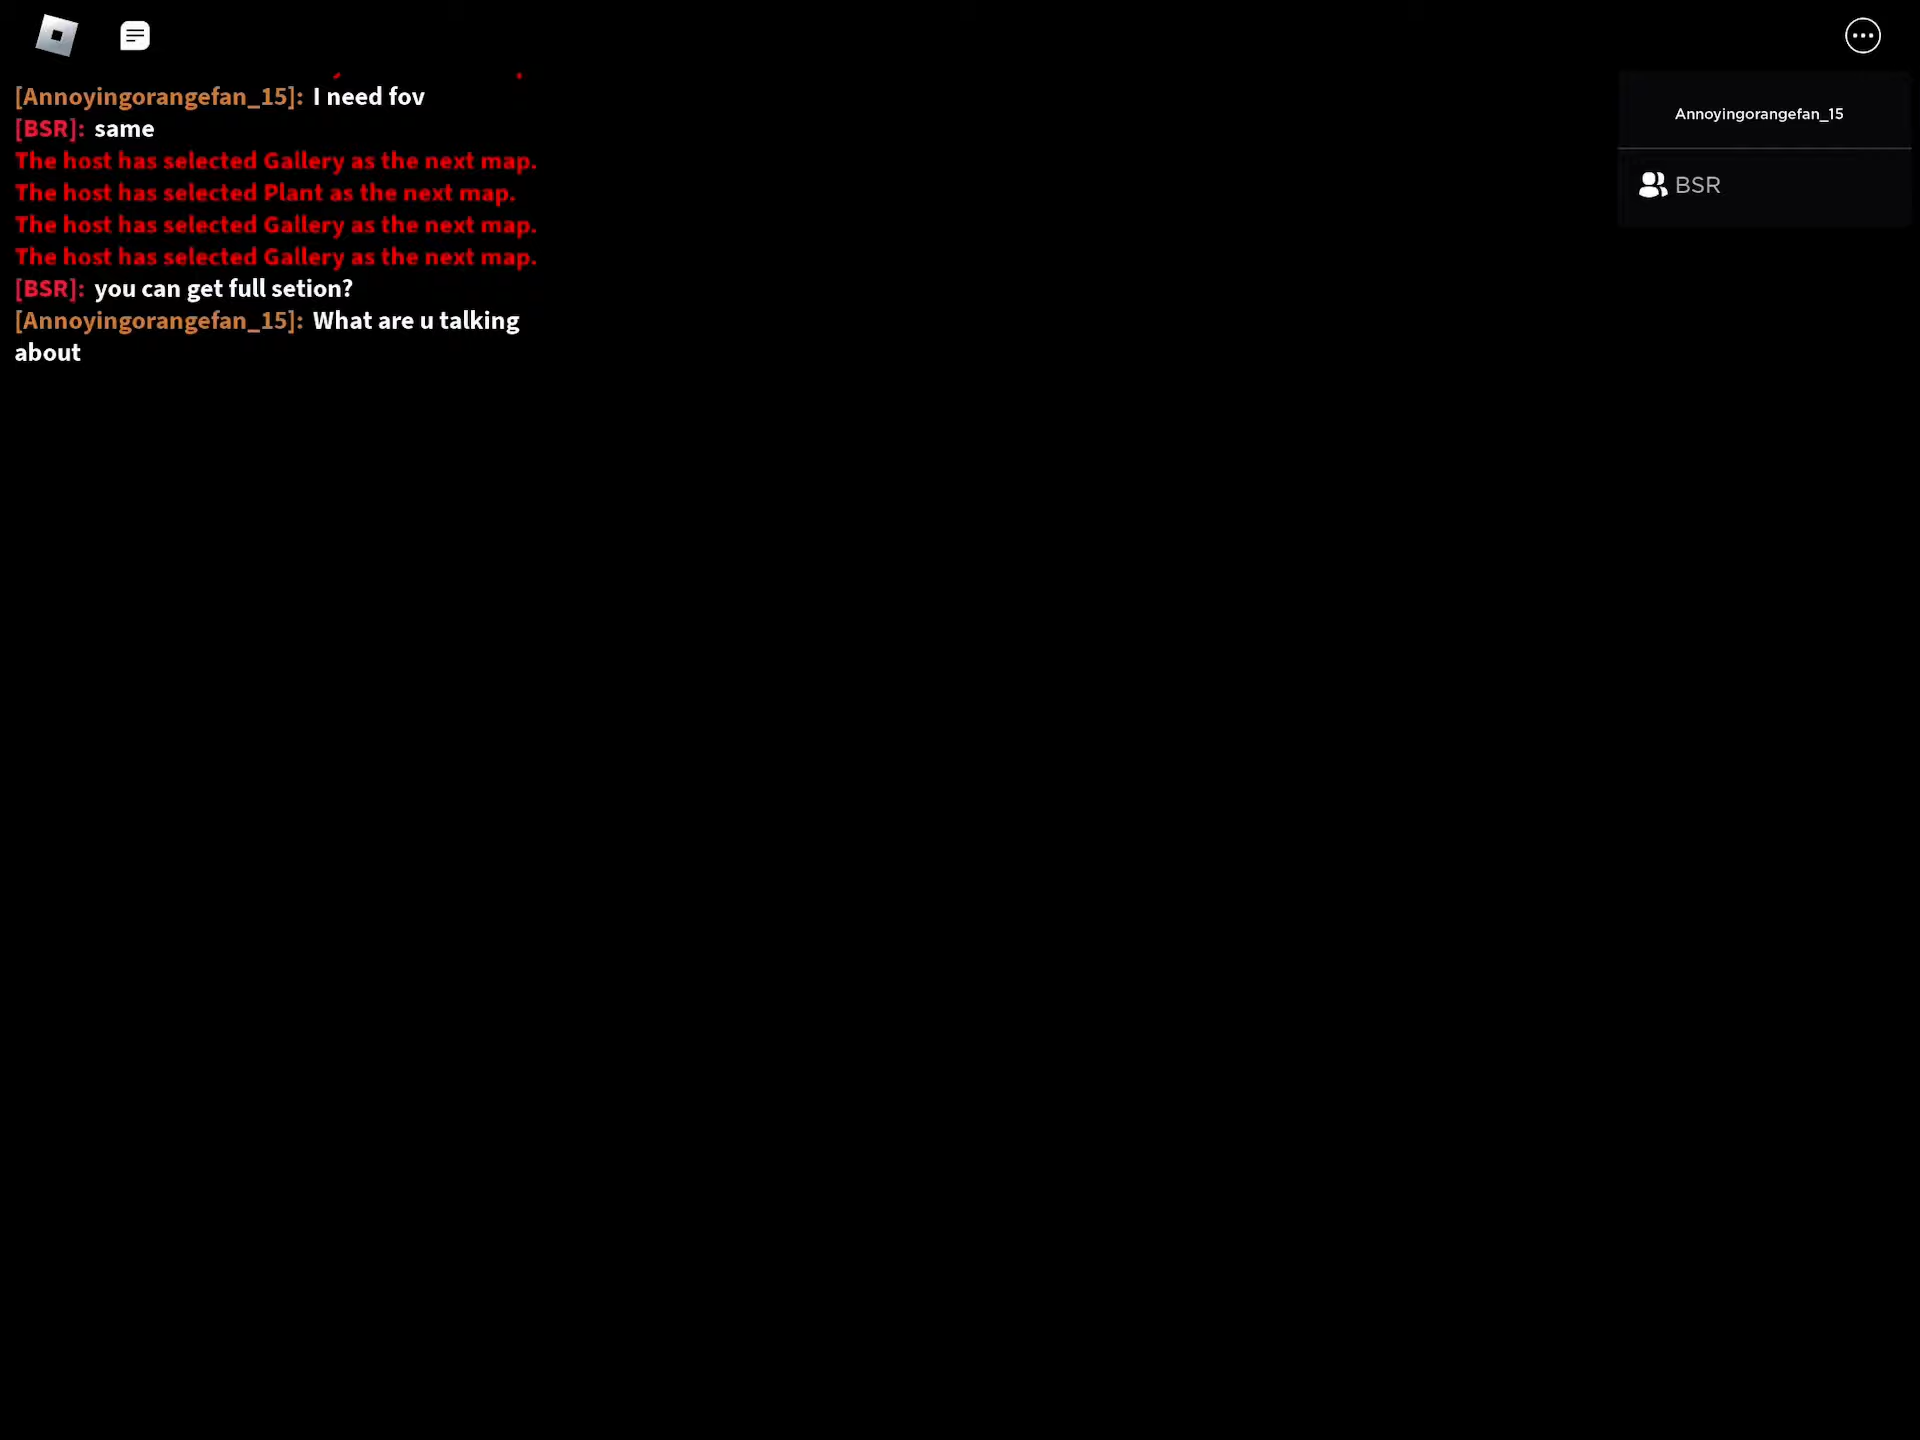 [Annoyingorangefan_15]: I need fov
[BSR]: same
The host has selected Gallery as the next map.
The host has selected Plant as the next map.
The host has selected Gallery as the next map.
The host has selected Gallery as the next map.
[BSR]: you can get full setion?
[Annoyingorangefan_15]: What are u talking
about
Annoyingorangefan_15
BSR